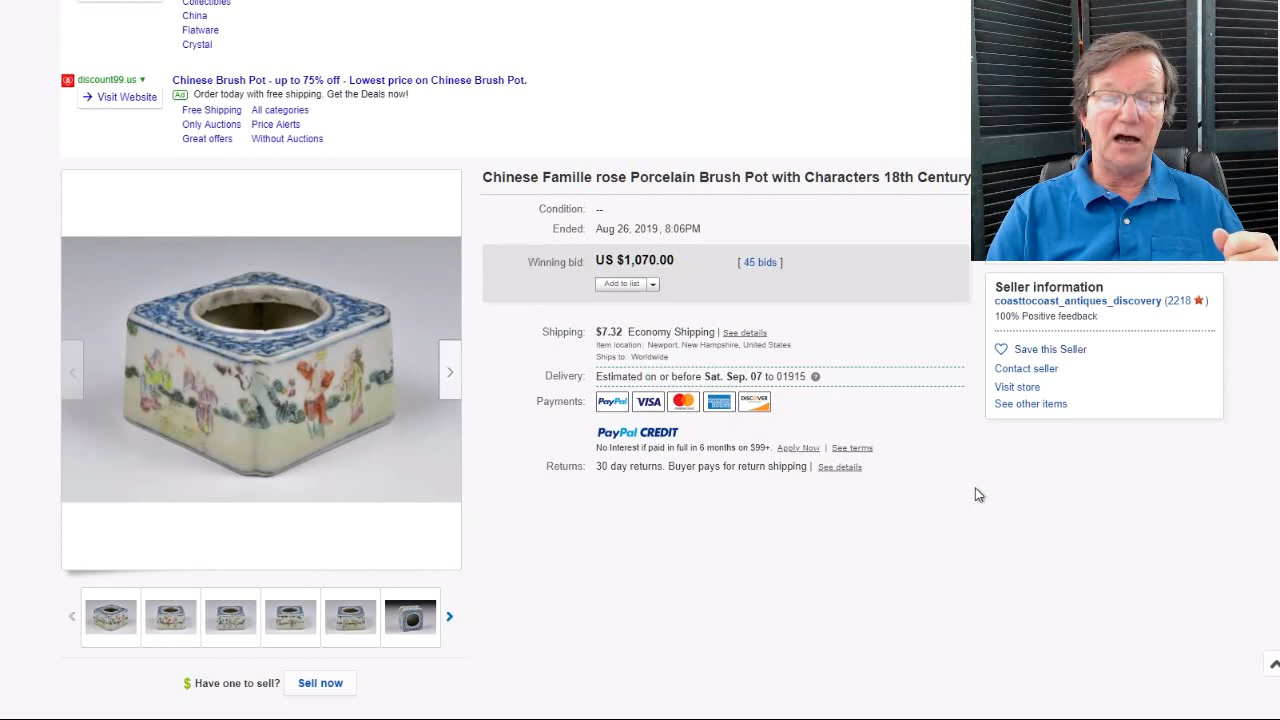 Collectibles
China
Flatware
Crystal
discount99.us ▾
Chinese Brush Pot - up to 75% off - Lowest price on Chinese Brush Pot.
→ Visit Website
Ad Order today with free shipping. Get the Deals now!
Free Shipping All categories
Only Auctions Price Alerts
Great offers Without Auctions
Chinese Famille rose Porcelain Brush Pot with Characters 18th Century
Condition: --
Ended: Aug 26, 2019 , 8:06PM
Winning bid: US $1,070.00 [ 45 bids ]
Add to list
Shipping: $7.32 Economy Shipping | See details
Item location: Newport, New Hampshire, United States
Ships to: Worldwide
Delivery: Estimated on or before Sat. Sep. 07 to 01915
Payments: PayPal VISA MasterCard AMERICAN EXPRESS DISCOVER
PayPal CREDIT
No Interest if paid in full in 6 months on $99+. Apply Now | See terms
Returns: 30 day returns. Buyer pays for return shipping | See details
Seller information
coasttocoast_antiques_discovery (2218 ★ )
100% Positive feedback
Save this Seller
Contact seller
Visit store
See other items
$ Have one to sell? Sell now